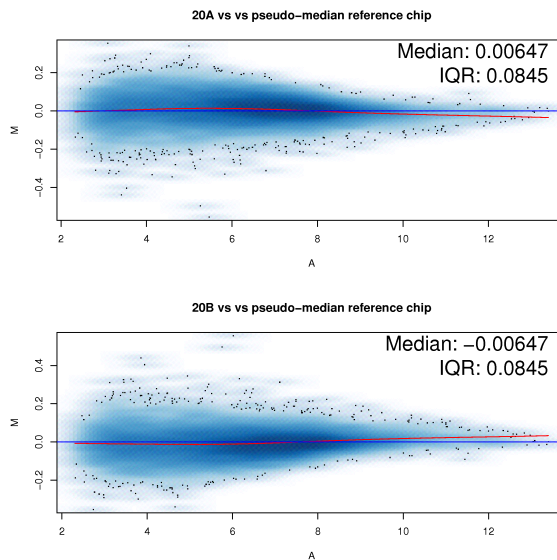 20A vs vs pseudo−median reference chip
Median: 0.00647
IQR: 0.0845
0.2
0.0
−0.2
−0.4
M
2 4 6 8 10 12
A
20B vs vs pseudo−median reference chip
Median: −0.00647
IQR: 0.0845
0.4
0.2
0.0
−0.2
M
2 4 6 8 10 12
A